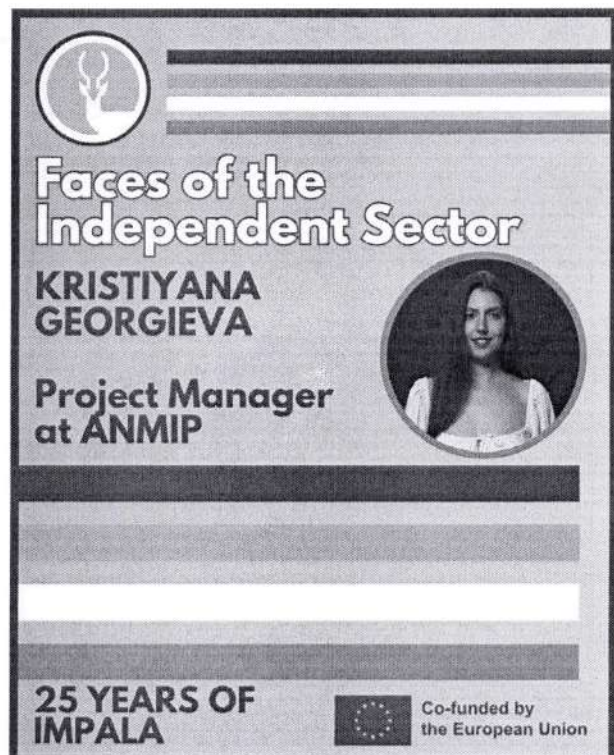 Faces of the
Independent Sector
KRISTIYANA
GEORGIEVA
Project Manager
at ANMIP
25 YEARS OF
IMPALA
Co-funded by
the European Union